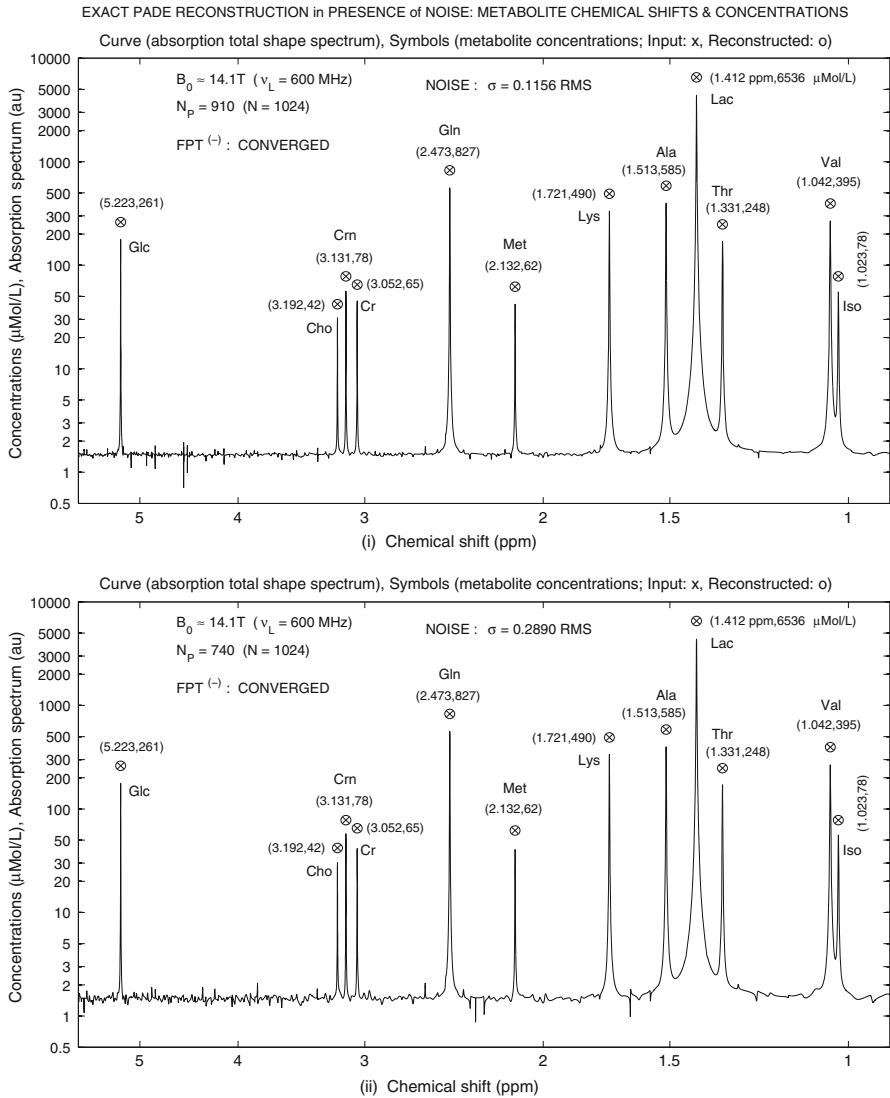 EXACT PADE RECONSTRUCTION in PRESENCE of NOISE: METABOLITE CHEMICAL SHIFTS & CONCENTRATIONS
Curve (absorption total shape spectrum), Symbols (metabolite concentrations; Input: x, Reconstructed: o)
Concentrations (μMol/L), Absorption spectrum (au)
10000
5000
3000
2000
1000
500
300
200
100
50
30
20
10
5
3
2
1
0.5
B0 ≈ 14.1T (νL = 600 MHz)
NP = 910 (N = 1024)
FPT (−) : CONVERGED
NOISE : σ = 0.1156 RMS
(5.223,261)
Glc
Crn
(3.131,78)
(3.192,42)
Cho
(3.052,65)
Cr
Gln
(2.473,827)
Met
(2.132,62)
(1.721,490)
Lys
Ala
(1.513,585)
(1.412 ppm,6536 μMol/L)
Lac
Thr
(1.331,248)
Val
(1.042,395)
(1.023,78)
Iso
5 4 3 2 1.5 1
(i) Chemical shift (ppm)
Curve (absorption total shape spectrum), Symbols (metabolite concentrations; Input: x, Reconstructed: o)
Concentrations (μMol/L), Absorption spectrum (au)
10000
5000
3000
2000
1000
500
300
200
100
50
30
20
10
5
3
2
1
0.5
B0 ≈ 14.1T (νL = 600 MHz)
NP = 740 (N = 1024)
FPT (−) : CONVERGED
NOISE : σ = 0.2890 RMS
(5.223,261)
Glc
Crn
(3.131,78)
(3.192,42)
Cho
(3.052,65)
Cr
Gln
(2.473,827)
Met
(2.132,62)
(1.721,490)
Lys
Ala
(1.513,585)
(1.412 ppm,6536 μMol/L)
Lac
Thr
(1.331,248)
Val
(1.042,395)
(1.023,78)
Iso
5 4 3 2 1.5 1
(ii) Chemical shift (ppm)